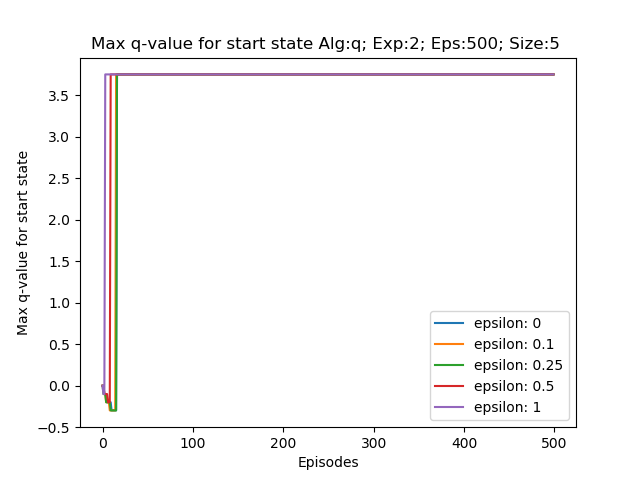 Max q-value for start state Alg:q; Exp:2; Eps:500; Size:5
Max q-value for start state
3.5
3.0
2.5
2.0
1.5
1.0
0.5
0.0
−0.5
0
100
200
300
400
500
Episodes
epsilon: 0
epsilon: 0.1
epsilon: 0.25
epsilon: 0.5
epsilon: 1